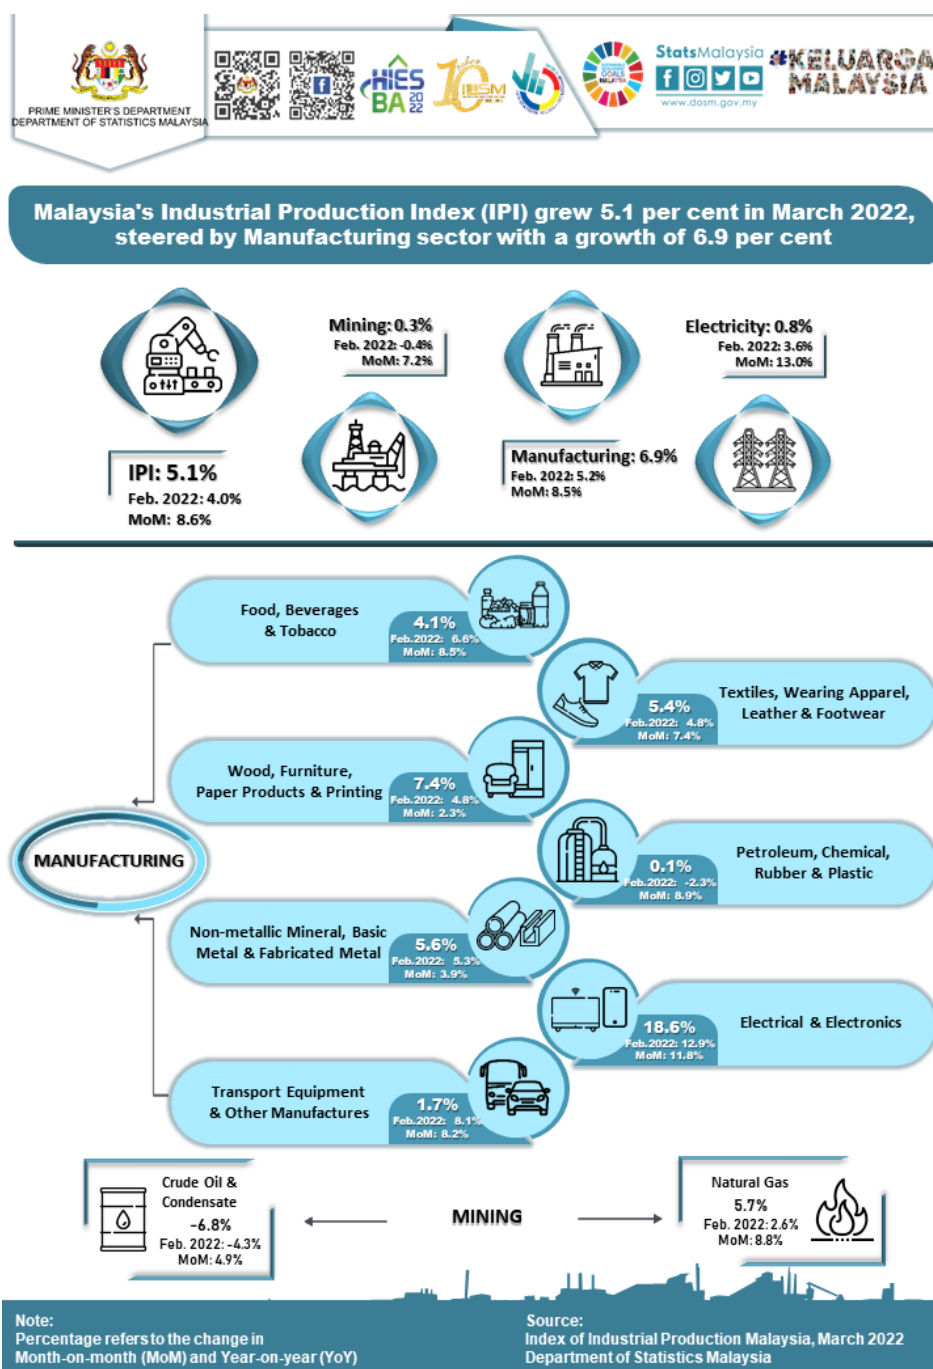 PRIME MINISTER'S DEPARTMENT
DEPARTMENT OF STATISTICS MALAYSIA
HIES
BA 2022
StatsMalaysia
www.dosm.gov.my
#KELUARGA
MALAYSIA
Malaysia's Industrial Production Index (IPI) grew 5.1 per cent in March 2022,
steered by Manufacturing sector with a growth of 6.9 per cent
IPI: 5.1%
Feb. 2022: 4.0%
MoM: 8.6%
Mining: 0.3%
Feb. 2022: -0.4%
MoM: 7.2%
Manufacturing: 6.9%
Feb. 2022: 5.2%
MoM: 8.5%
Electricity: 0.8%
Feb. 2022: 3.6%
MoM: 13.0%
Food, Beverages
& Tobacco
4.1%
Feb.2022: 6.6%
MoM: 8.5%
Textiles, Wearing Apparel,
Leather & Footwear
5.4%
Feb.2022: 4.8%
MoM: 7.4%
Wood, Furniture,
Paper Products & Printing
7.4%
Feb.2022: 4.8%
MoM: 2.3%
MANUFACTURING
Petroleum, Chemical,
Rubber & Plastic
0.1%
Feb.2022: -2.3%
MoM: 8.9%
Non-metallic Mineral, Basic
Metal & Fabricated Metal
5.6%
Feb.2022: 5.3%
MoM: 3.9%
Electrical & Electronics
18.6%
Feb.2022: 12.9%
MoM: 11.8%
Transport Equipment
& Other Manufactures
1.7%
Feb.2022: 8.1%
MoM: 8.2%
Crude Oil &
Condensate
-6.8%
Feb. 2022: -4.3%
MoM: 4.9%
MINING
Natural Gas
5.7%
Feb. 2022: 2.6%
MoM: 8.8%
Note:
Percentage refers to the change in
Month-on-month (MoM) and Year-on-year (YoY)
Source:
Index of Industrial Production Malaysia, March 2022
Department of Statistics Malaysia